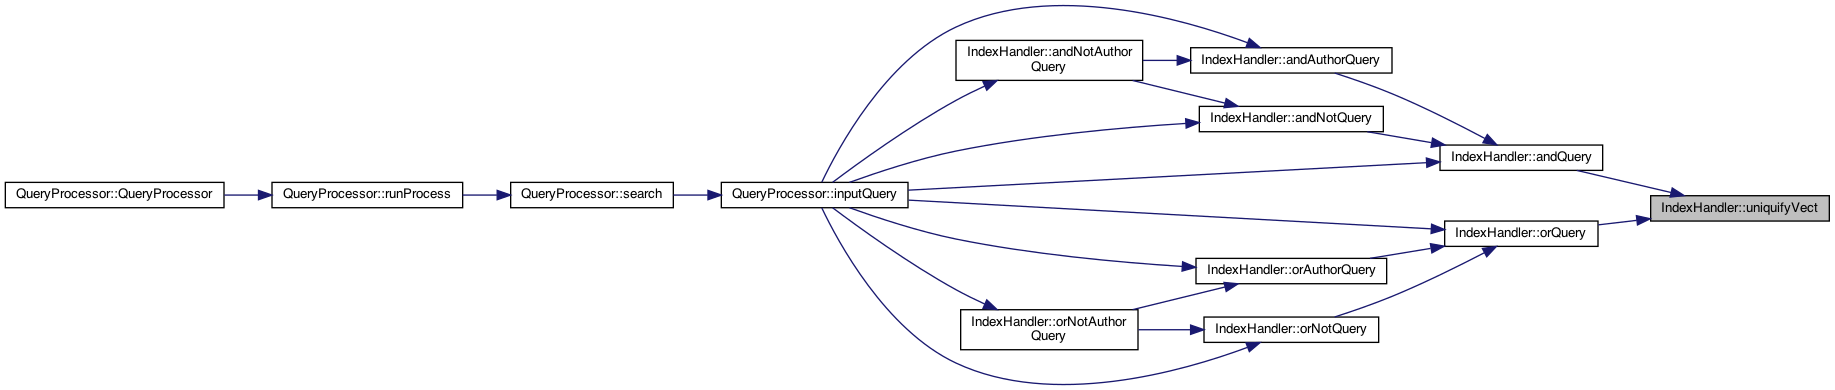 IndexHandler::andNotAuthor
Query
IndexHandler::andAuthorQuery
IndexHandler::andNotQuery
IndexHandler::andQuery
QueryProcessor::QueryProcessor
QueryProcessor::runProcess
QueryProcessor::search
QueryProcessor::inputQuery
IndexHandler::uniquifyVect
IndexHandler::orQuery
IndexHandler::orAuthorQuery
IndexHandler::orNotAuthor
Query
IndexHandler::orNotQuery